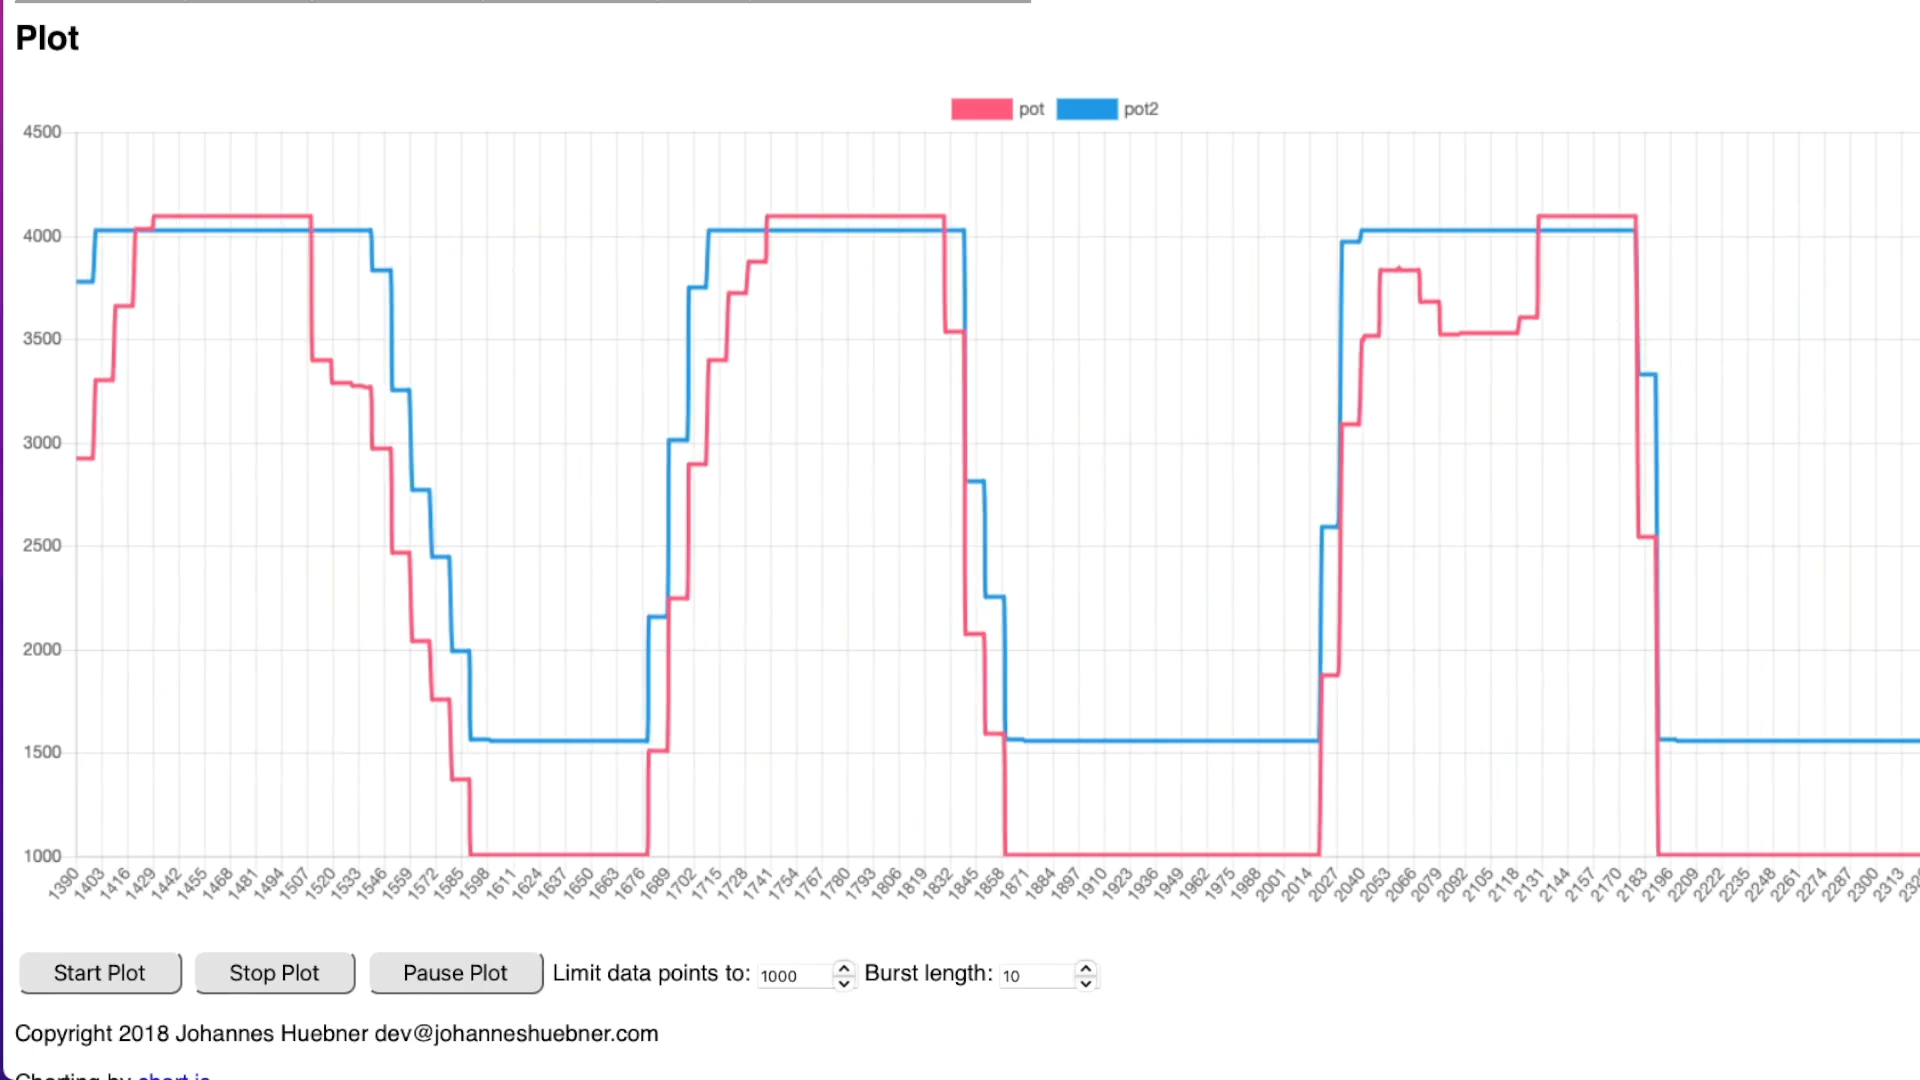 Plot
pot pot2
4500
4000
3500
3000
2500
2000
1500
1000
1390 1403 1416 1429 1442 1455 1468 1481 1494 1507 1520 1533 1546 1559 1572 1585 1598 1611 1624 1637 1650 1663 1676 1689 1702 1715 1728 1741 1754 1767 1780 1793 1806 1819 1832 1845 1858 1871 1884 1897 1910 1923 1936 1949 1962 1975 1988 2001 2014 2027 2040 2053 2066 2079 2092 2105 2118 2131 2144 2157 2170 2183 2196 2209 2222 2235 2248 2261 2274 2287 2300 2313
Start Plot Stop Plot Pause Plot Limit data points to: 1000 Burst length: 10
Copyright 2018 Johannes Huebner dev@johanneshuebner.com
Charting by chart.js